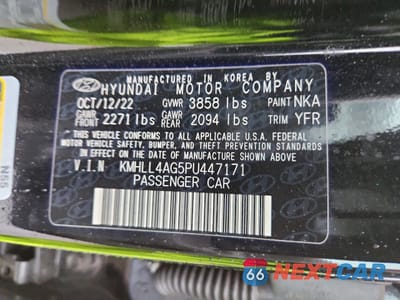 MANUFACTURED IN KOREA BY
HYUNDAI MOTOR COMPANY
OCT/12/22 GVWR 3858 lbs PAINT NKA
GAWR FRONT 2271 lbs GAWR REAR 2094 lbs TRIM YFR
*THIS VEHICLE CONFORMS TO ALL APPLICABLE U.S.A. FEDERAL
MOTOR VEHICLE SAFETY, BUMPER, AND THEFT PREVENTION STANDARDS
IN EFFECT ON THE DATE OF MANUFACTURE SHOWN ABOVE.*
V.I.N KMHLL4AG5PU447171
PASSENGER CAR
N55
66 NEXTCAR